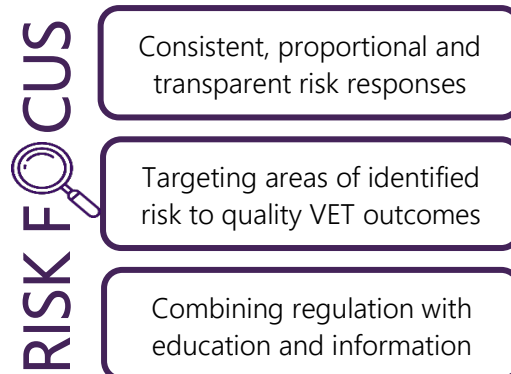 RISK FOCUS
Consistent, proportional and
transparent risk responses
Targeting areas of identified
risk to quality VET outcomes
Combining regulation with
education and information